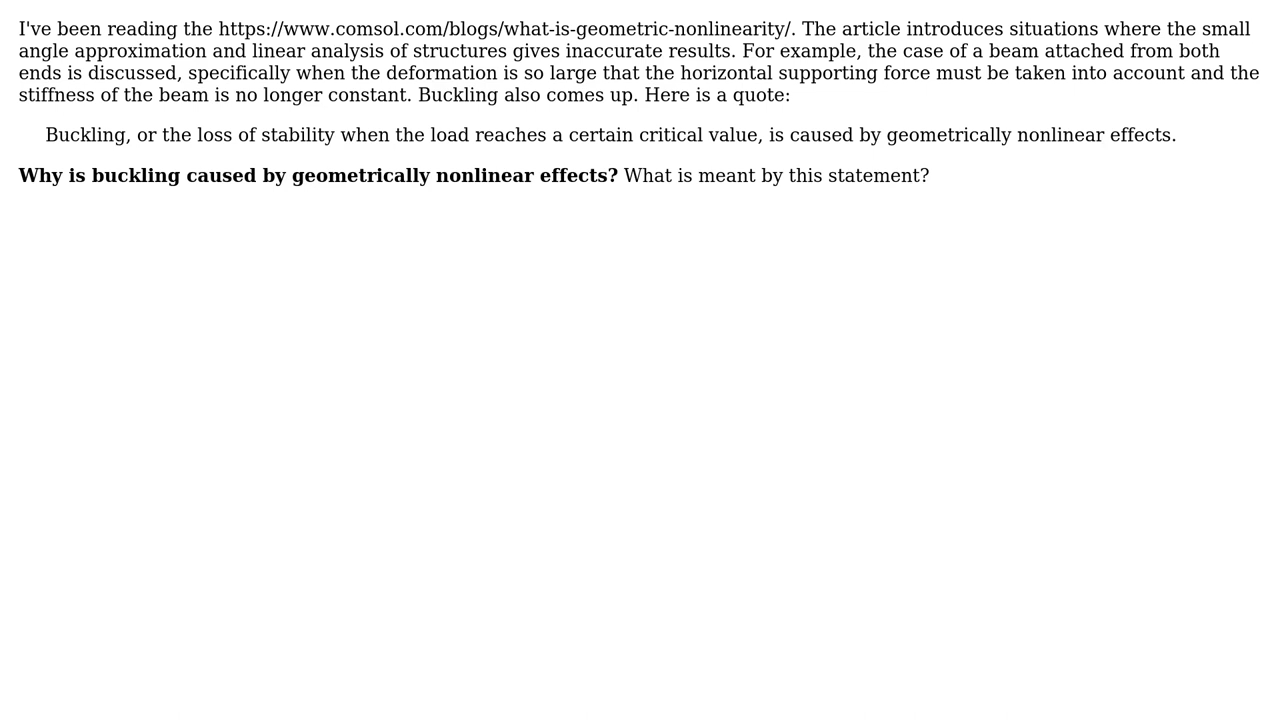 I've been reading the https://www.comsol.com/blogs/what-is-geometric-nonlinearity/. The article introduces situations where the small
angle approximation and linear analysis of structures gives inaccurate results. For example, the case of a beam attached from both
ends is discussed, specifically when the deformation is so large that the horizontal supporting force must be taken into account and the
stiffness of the beam is no longer constant. Buckling also comes up. Here is a quote:
Buckling, or the loss of stability when the load reaches a certain critical value, is caused by geometrically nonlinear effects.
Why is buckling caused by geometrically nonlinear effects? What is meant by this statement?